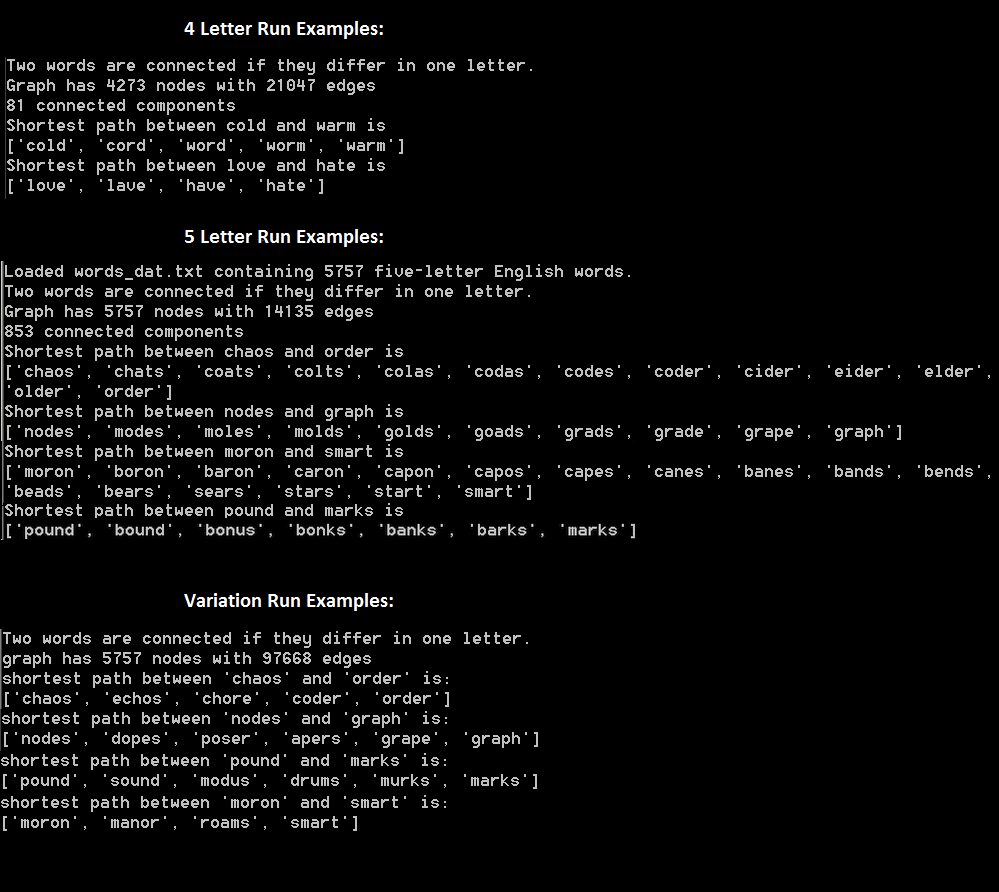 4 Letter Run Examples:
Two words are connected if they differ in one letter.
Graph has 4273 nodes with 21047 edges
81 connected components
Shortest path between cold and warm is
['cold', 'cord', 'word', 'worm', 'warm']
Shortest path between love and hate is
['love', 'lave', 'have', 'hate']
5 Letter Run Examples:
Loaded words_dat.txt containing 5757 five-letter English words.
Two words are connected if they differ in one letter.
Graph has 5757 nodes with 14135 edges
853 connected components
Shortest path between chaos and order is
['chaos', 'chats', 'coats', 'colts', 'colas', 'codas', 'codes', 'coder', 'cider', 'eider', 'elder',
'older', 'order']
Shortest path between nodes and graph is
['nodes', 'modes', 'moles', 'molds', 'golds', 'goads', 'grads', 'grade', 'grape', 'graph']
Shortest path between moron and smart is
['moron', 'boron', 'baron', 'caron', 'capon', 'capos', 'capes', 'canes', 'banes', 'bands', 'bends',
'beads', 'bears', 'sears', 'stars', 'start', 'smart']
Shortest path between pound and marks is
['pound', 'bound', 'bonus', 'bonks', 'banks', 'barks', 'marks']
Variation Run Examples:
Two words are connected if they differ in one letter.
graph has 5757 nodes with 97668 edges
shortest path between 'chaos' and 'order' is:
['chaos', 'echos', 'chore', 'coder', 'order']
shortest path between 'nodes' and 'graph' is:
['nodes', 'dopes', 'poser', 'apers', 'grape', 'graph']
shortest path between 'pound' and 'marks' is:
['pound', 'sound', 'modus', 'drums', 'murks', 'marks']
shortest path between 'moron' and 'smart' is:
['moron', 'manor', 'roams', 'smart']